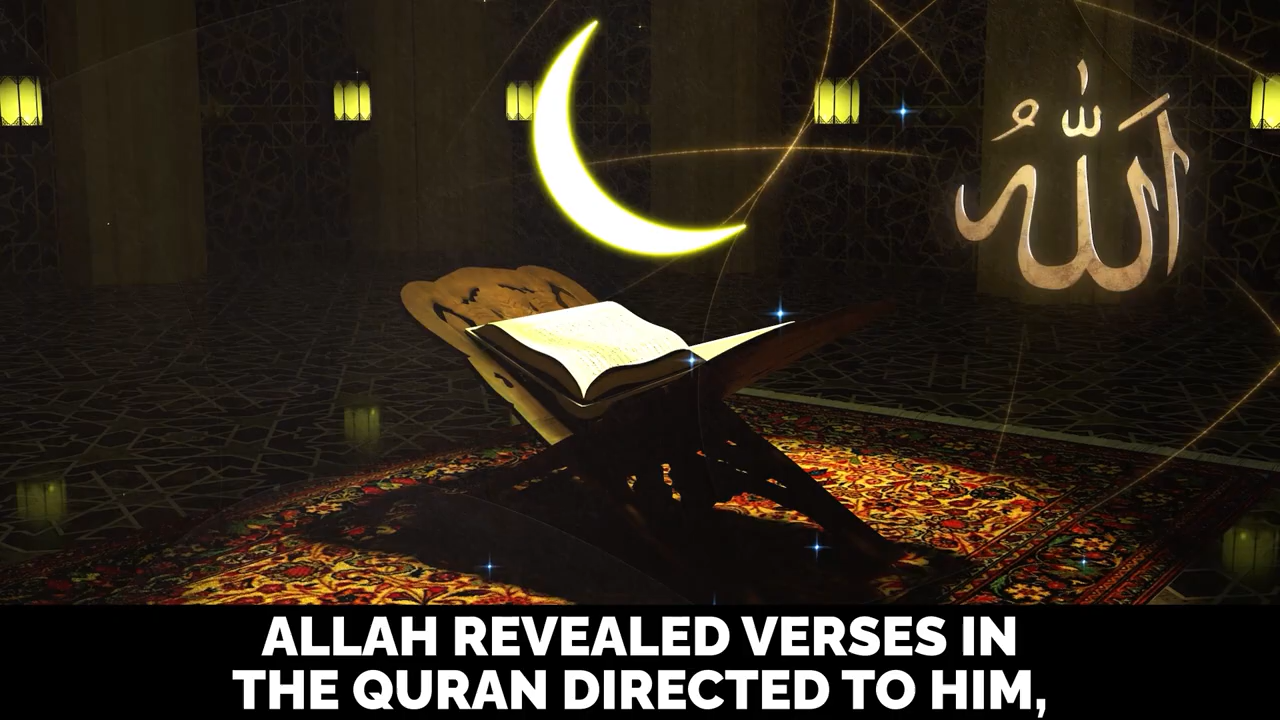 الله
ALLAH REVEALED VERSES IN
THE QURAN DIRECTED TO HIM,